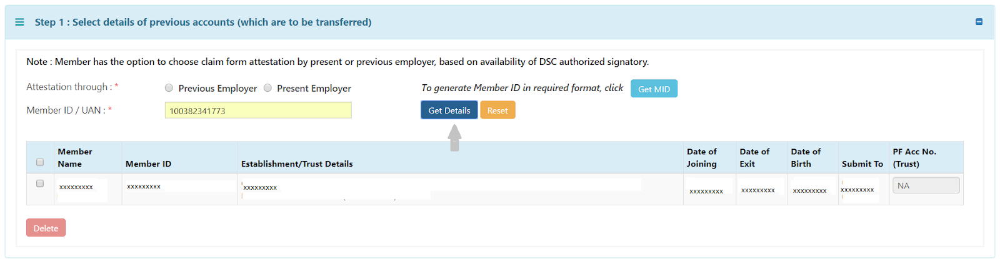 Step 1 : Select details of previous accounts (which are to be transferred)
Note : Member has the option to choose claim form attestation by present or previous employer, based on availability of DSC authorized signatory.
Attestation through : * Previous Employer Present Employer To generate Member ID in required format, click Get MID
Member ID / UAN : * 100382341773 Get Details Reset
Member Name Member ID Establishment/Trust Details Date of Joining Date of Exit Date of Birth Submit To PF Acc No. (Trust)
xxxxxxxxx xxxxxxxxx xxxxxxxxx xxxxxxxxx xxxxxxxxx xxxxxxxxx xxxxxxxxx NA
Delete